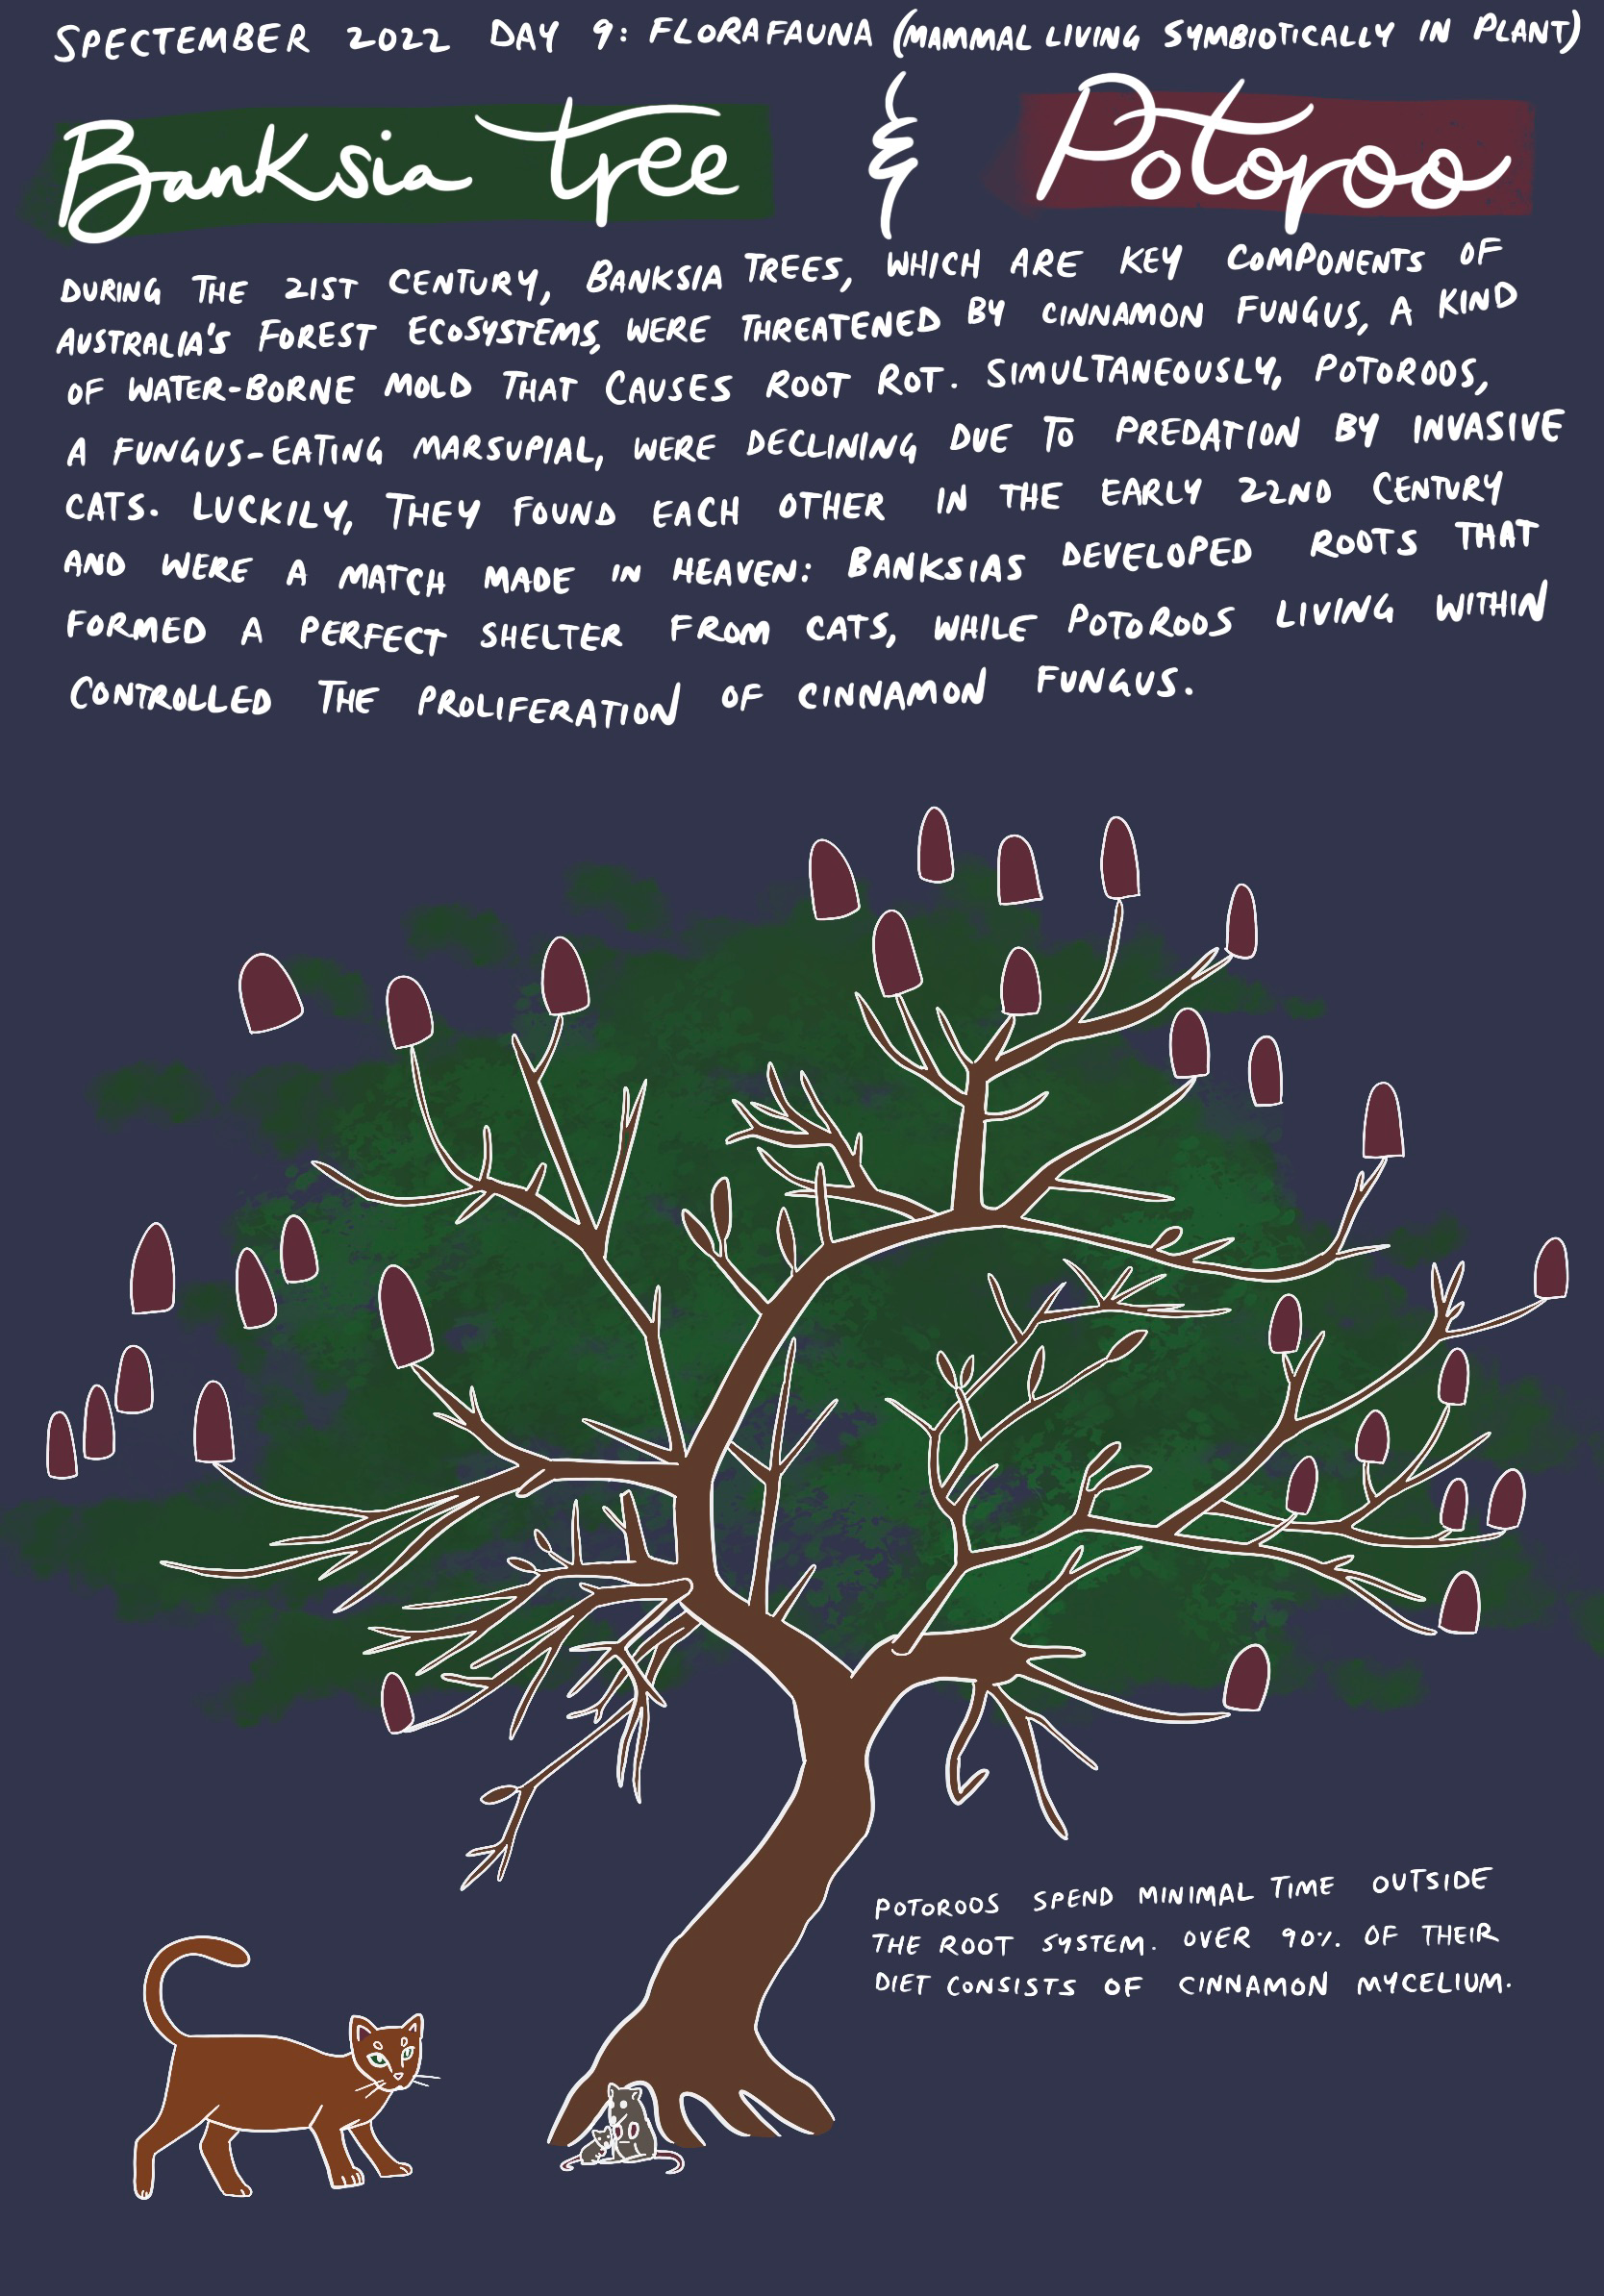 SPECTEMBER 2022 DAY 9: FLORAFAUNA (MAMMAL LIVING SYMBIOTICALLY IN PLANT)
Banksia Tree & Potoroo
DURING THE 21ST CENTURY, BANKSIA TREES, WHICH ARE KEY COMPONENTS OF
AUSTRALIA'S FOREST ECOSYSTEMS, WERE THREATENED BY CINNAMON FUNGUS, A KIND
OF WATER-BORNE MOLD THAT CAUSES ROOT ROT. SIMULTANEOUSLY, POTOROOS,
A FUNGUS-EATING MARSUPIAL, WERE DECLINING DUE TO PREDATION BY INVASIVE
CATS. LUCKILY, THEY FOUND EACH OTHER IN THE EARLY 22ND CENTURY
AND WERE A MATCH MADE IN HEAVEN: BANKSIAS DEVELOPED ROOTS THAT
FORMED A PERFECT SHELTER FROM CATS, WHILE POTOROOS LIVING WITHIN
CONTROLLED THE PROLIFERATION OF CINNAMON FUNGUS.
POTOROOS SPEND MINIMAL TIME OUTSIDE
THE ROOT SYSTEM. OVER 90% OF THEIR
DIET CONSISTS OF CINNAMON MYCELIUM.